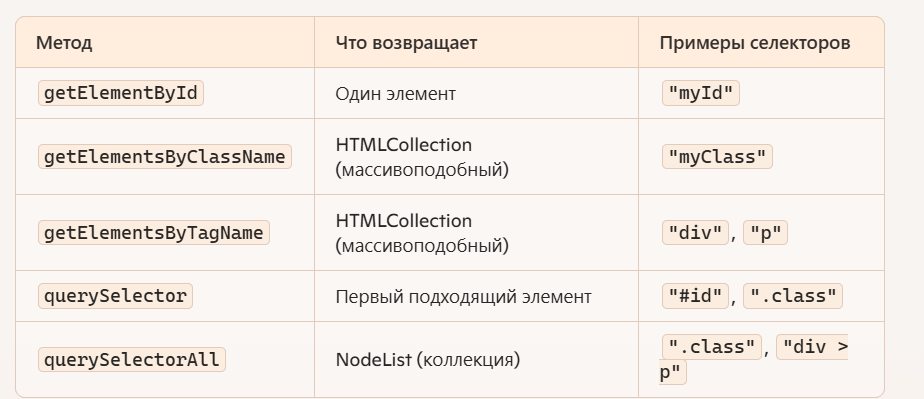 Метод Что возвращает Примеры селекторов
getElementById Один элемент "myId"
getElementsByClassName HTMLCollection (массивоподобный) "myClass"
getElementsByTagName HTMLCollection (массивоподобный) "div", "p"
querySelector Первый подходящий элемент "#id", ".class"
querySelectorAll NodeList (коллекция) ".class", "div > p"